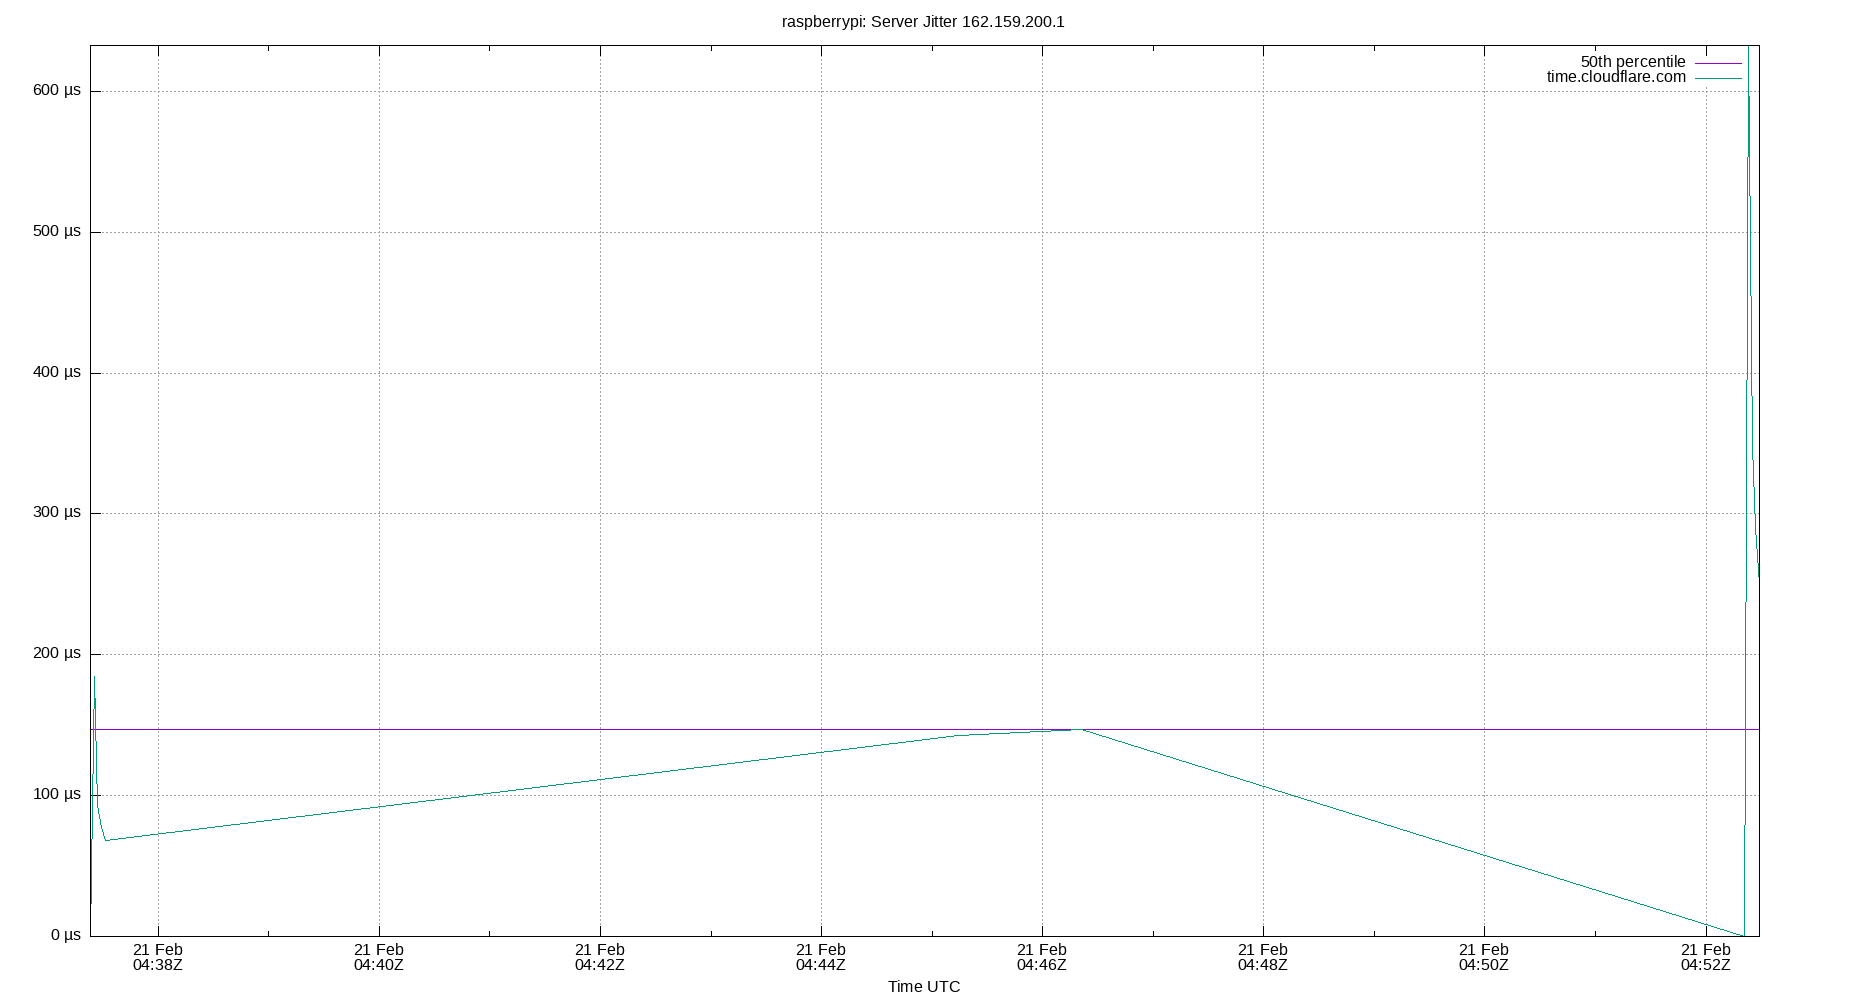 raspberrypi: Server Jitter 162.159.200.1
50th percentile
time.cloudflare.com
600 µs
500 µs
400 µs
300 µs
200 µs
100 µs
0 µs
21 Feb 21 Feb 21 Feb 21 Feb 21 Feb 21 Feb 21 Feb 21 Feb
04:38Z 04:40Z 04:42Z 04:44Z 04:46Z 04:48Z 04:50Z 04:52Z
Time UTC